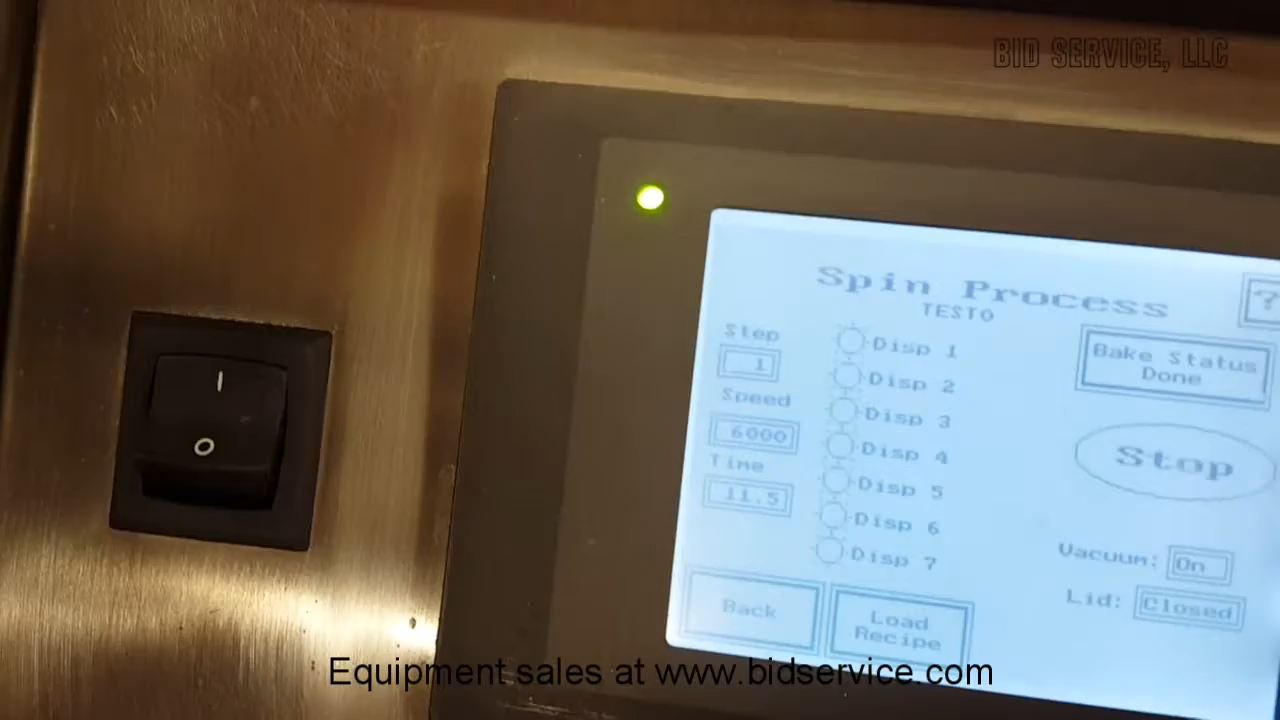 BID SERVICE, LLC
Spin Process
?
TESTO
Step
1
Speed
6000
Time
11.5
Disp 1
Disp 2
Disp 3
Disp 4
Disp 5
Disp 6
Disp 7
Bake Status
Done
Stop
Vacuum: On
Lid: Closed
Back
Load
Recipe
I
O
Equipment sales at www.bidservice.com